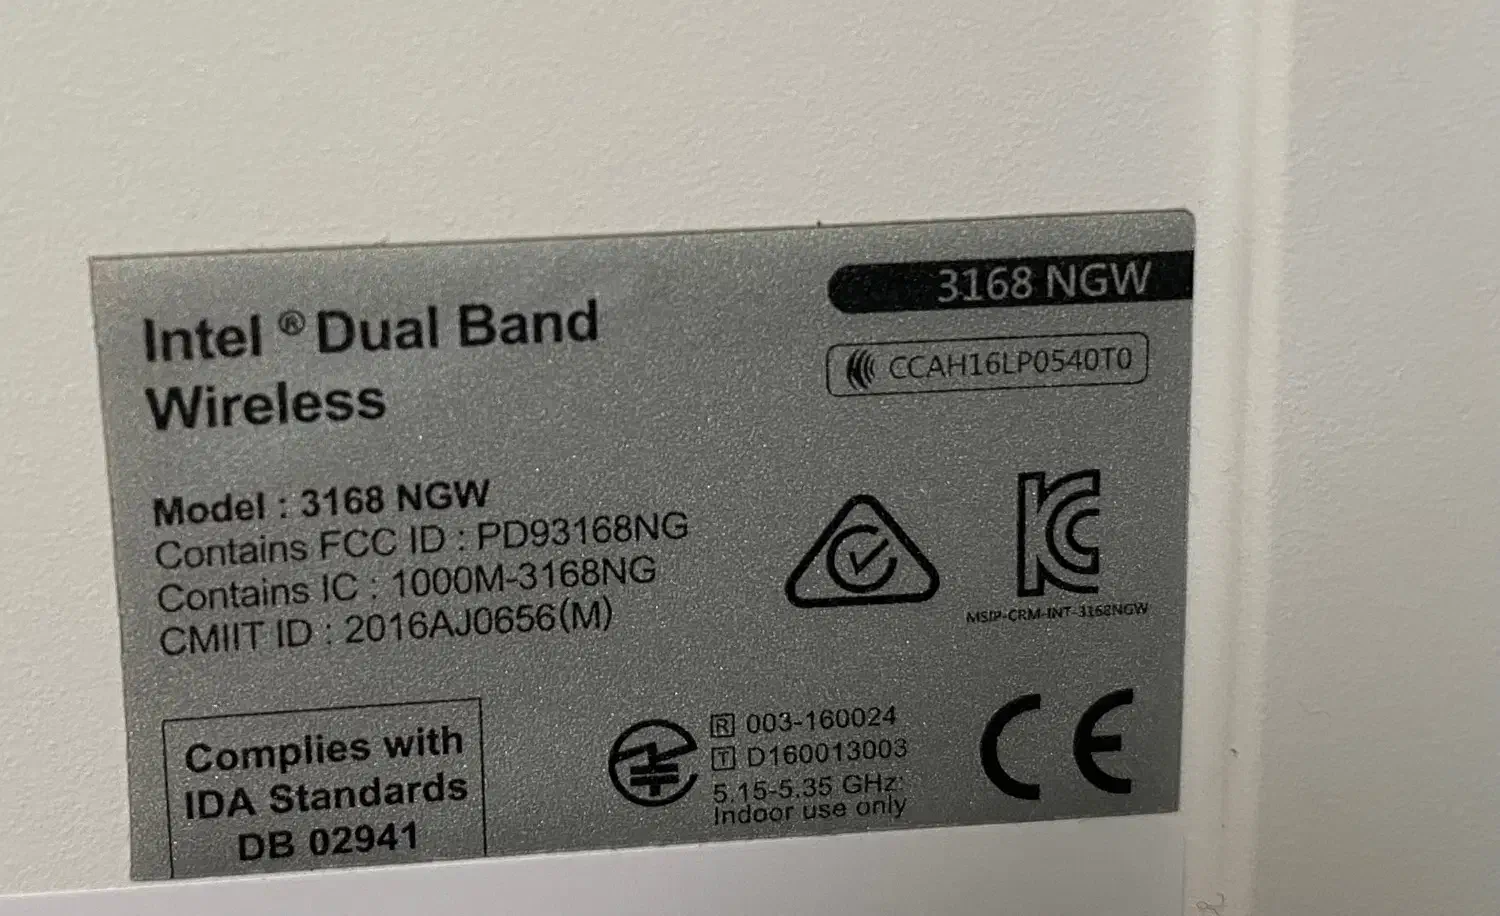 Intel ® Dual Band
Wireless
3168 NGW
CCAH16LP0540T0
Model : 3168 NGW
Contains FCC ID : PD93168NG
Contains IC : 1000M-3168NG
CMIIT ID : 2016AJ0656(M)
MSIP-CRM-INT-3168NGW
Complies with
IDA Standards
DB 02941
R 003-160024
T D160013003
5.15-5.35 GHz:
Indoor use only
CE